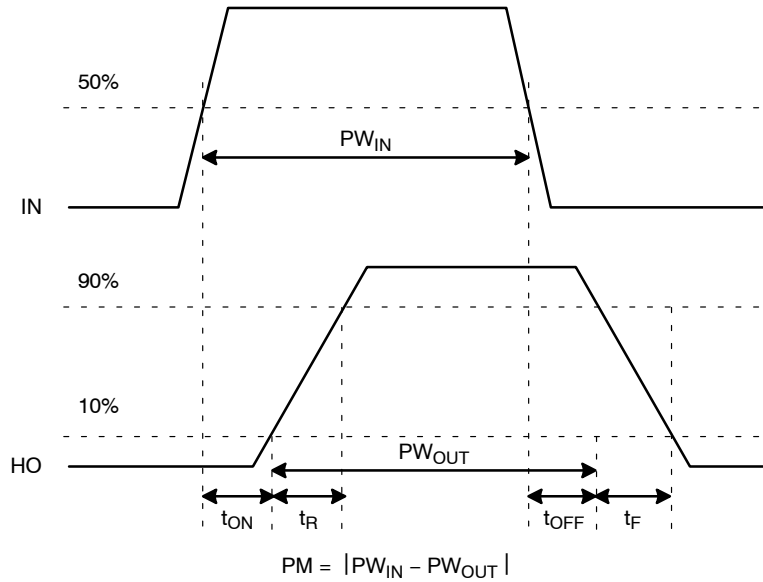 50%
PW_IN
IN
90%
10%
HO
PW_OUT
t_ON t_R t_OFF t_F
PM = |PW_IN – PW_OUT|